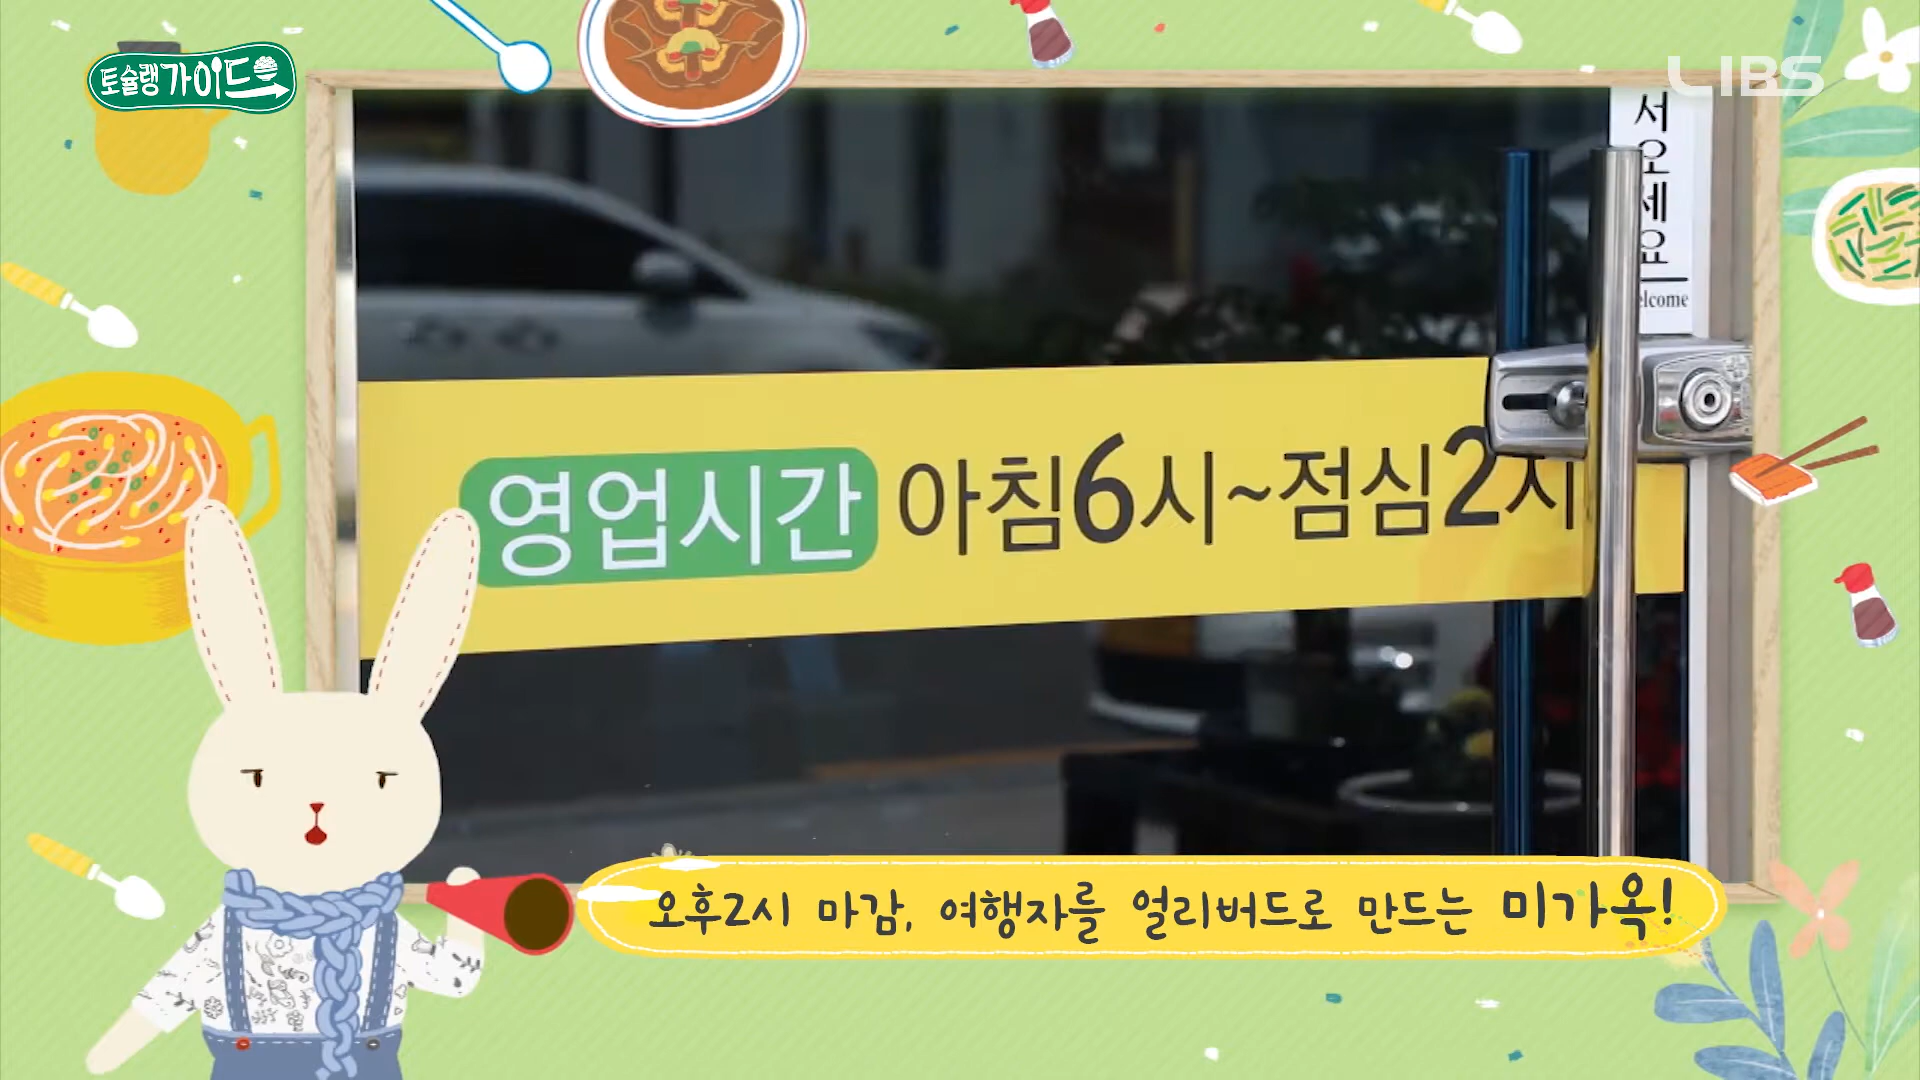 토슐랭가이드
LIBS
서오세요
elcome
영업시간 아침6시~점심2시
오후2시 마감, 여행자를 얼리버드로 만드는 미가옥!